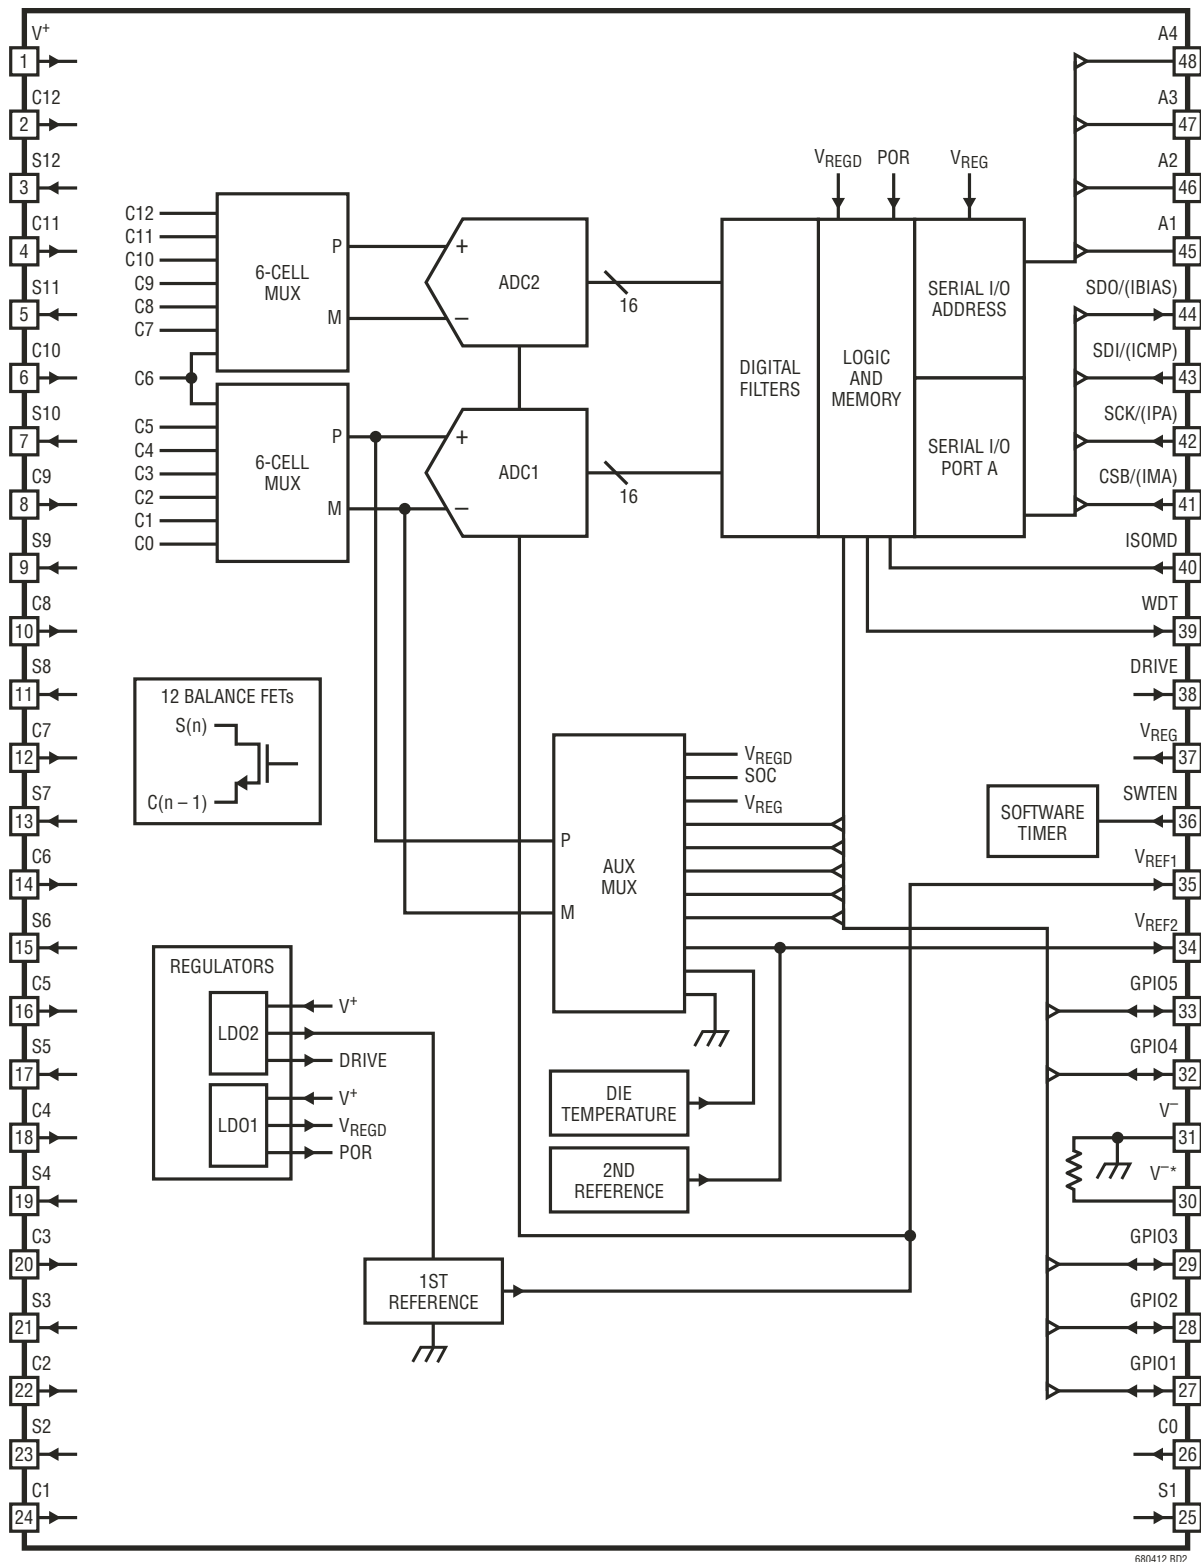 V+
1
C12
2
S12
3
C11
4
S11
5
C10
6
S10
7
C9
8
S9
9
C8
10
S8
11
C7
12
S7
13
C6
14
S6
15
C5
16
S5
17
C4
18
S4
19
C3
20
S3
21
C2
22
S2
23
C1
24
C12
C11
C10
C9
C8
C7
C6
C5
C4
C3
C2
C1
C0
6-CELL
MUX
P
M
6-CELL
MUX
P
M
+
ADC2
–
16
+
ADC1
–
16
VREGD
POR
VREG
DIGITAL
FILTERS
LOGIC
AND
MEMORY
SERIAL I/O
ADDRESS
SERIAL I/O
PORT A
12 BALANCE FETs
S(n)
C(n – 1)
P
M
AUX
MUX
VREGD
SOC
VREG
SOFTWARE
TIMER
REGULATORS
LDO2
V+
DRIVE
LDO1
V+
VREGD
POR
DIE
TEMPERATURE
2ND
REFERENCE
1ST
REFERENCE
A4
48
A3
47
A2
46
A1
45
SDO/(IBIAS)
44
SDI/(ICMP)
43
SCK/(IPA)
42
CSB/(IMA)
41
ISOMD
40
WDT
39
DRIVE
38
VREG
37
SWTEN
36
VREF1
35
VREF2
34
GPIO5
33
GPIO4
32
V–
31
V–*
30
GPIO3
29
GPIO2
28
GPIO1
27
C0
26
S1
25
680412 BD2